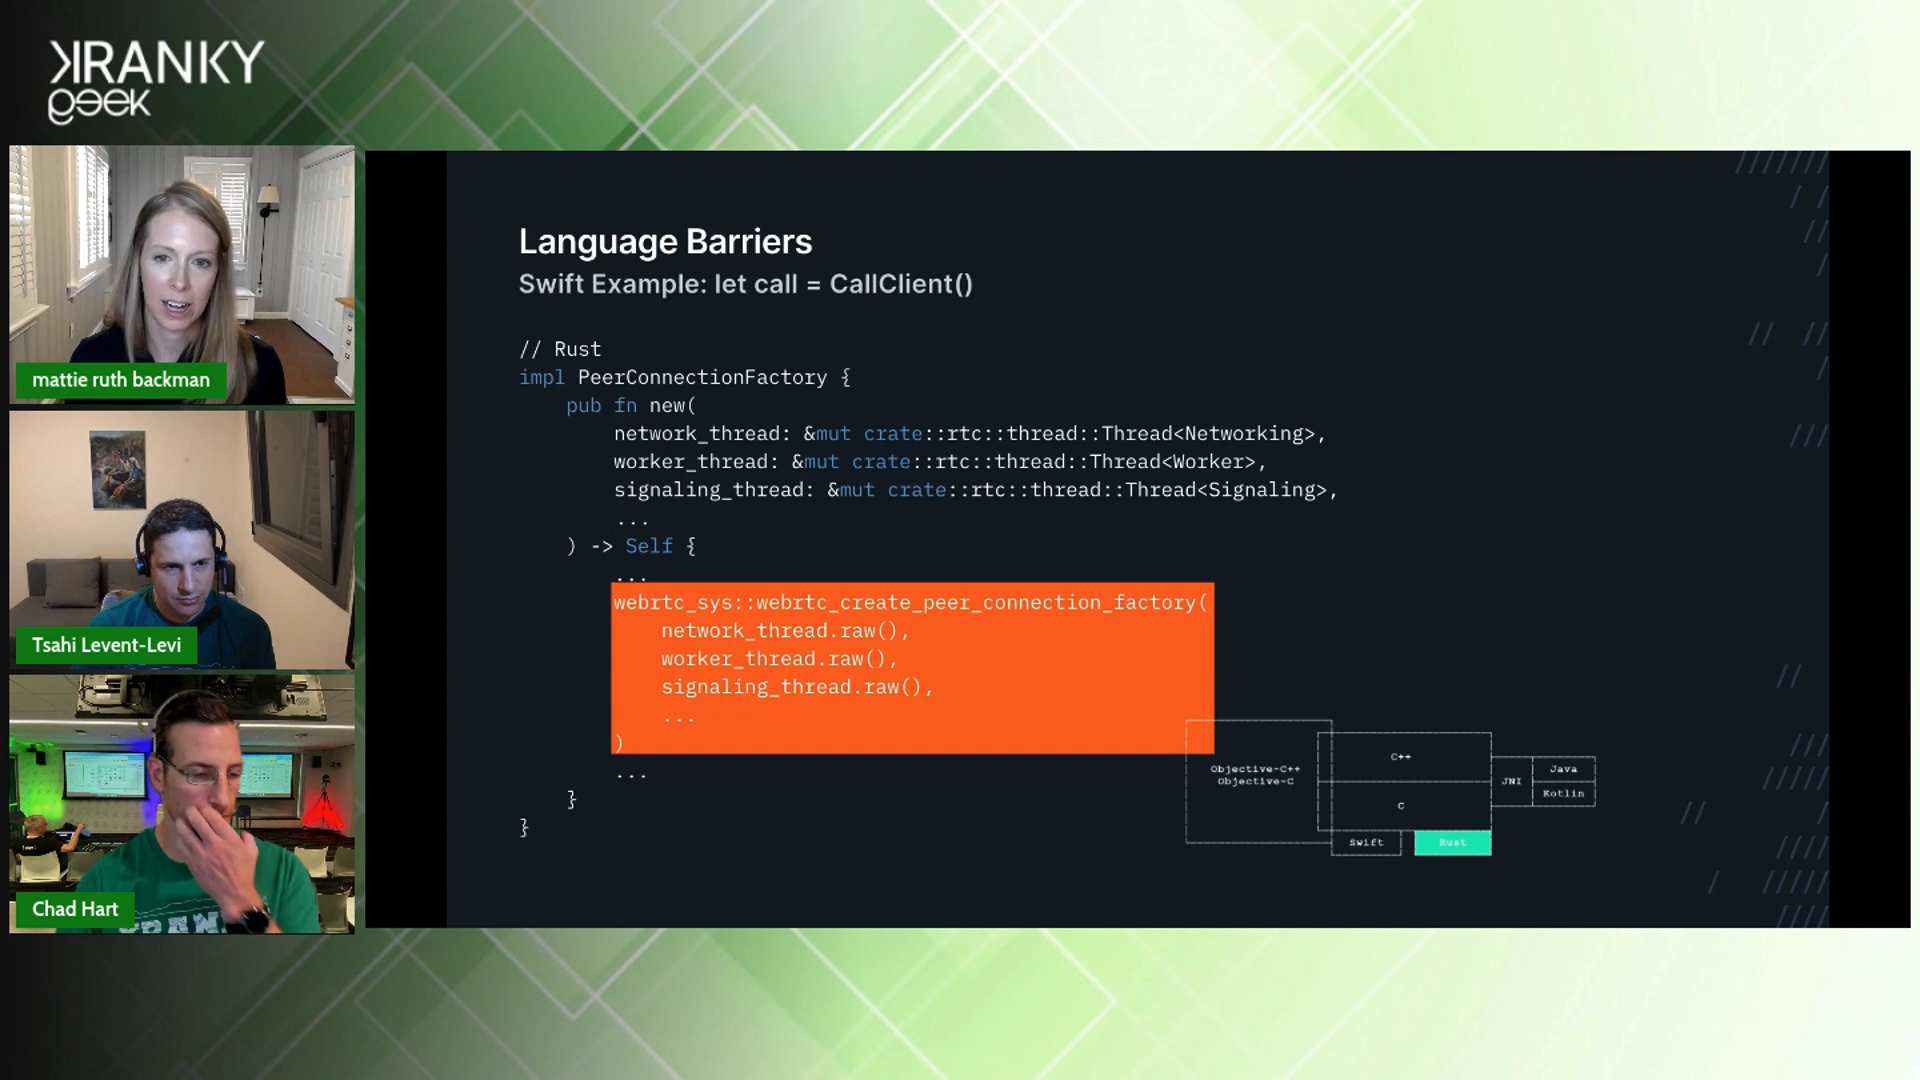 KRANKY
geek
mattie ruth backman
Tsahi Levent-Levi
Chad Hart
Language Barriers
Swift Example: let call = CallClient()
// Rust
impl PeerConnectionFactory {
pub fn new(
network_thread: &mut crate::rtc::thread::Thread<Networking>,
worker_thread: &mut crate::rtc::thread::Thread<Worker>,
signaling_thread: &mut crate::rtc::thread::Thread<Signaling>,
...
) -> Self {
...
webrtc_sys::webrtc_create_peer_connection_factory(
network_thread.raw(),
worker_thread.raw(),
signaling_thread.raw(),
...
)
...
}
}
Objective-C++
Objective-C
C++
C
JNI
Java
Kotlin
Swift
Rust